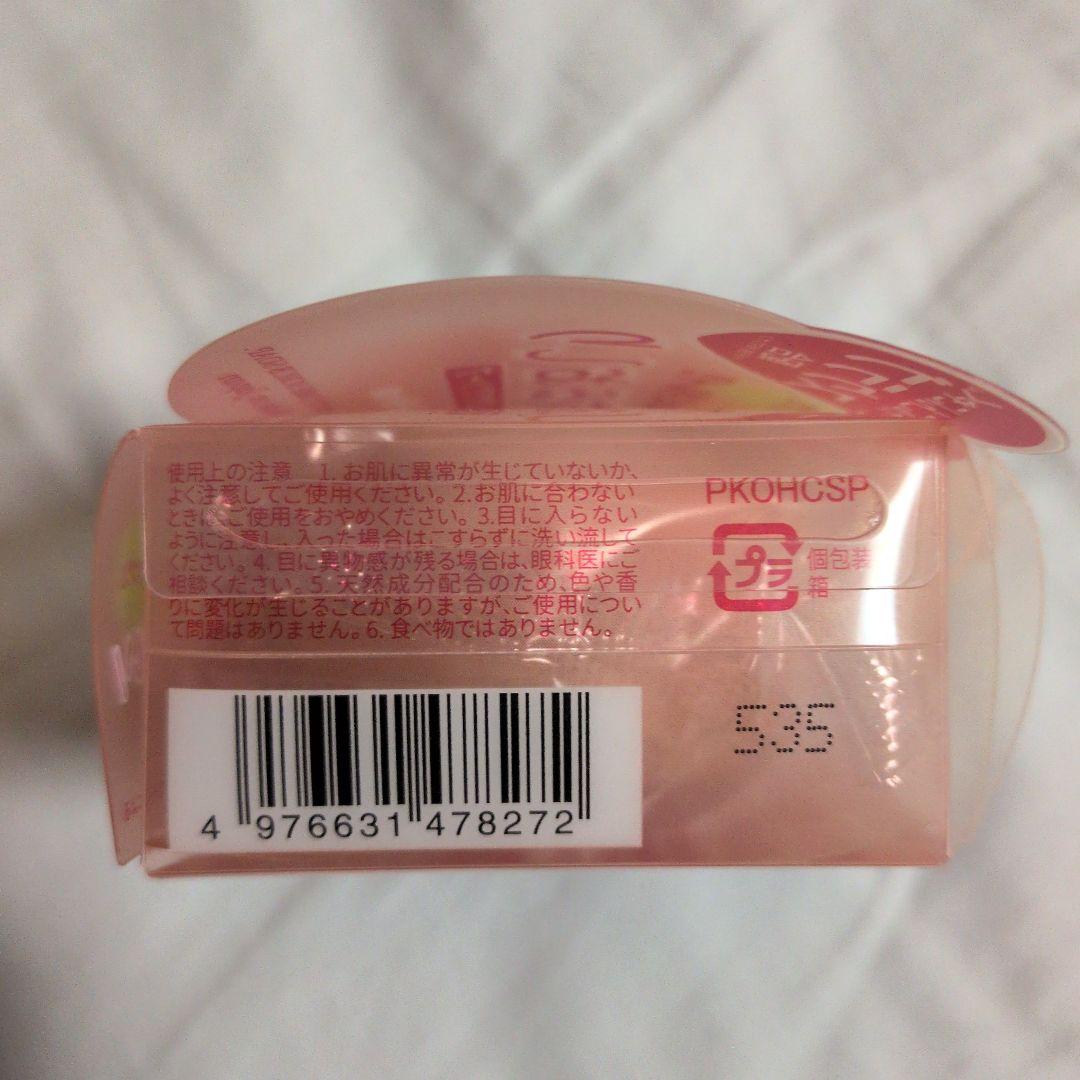 使用上の注意 1. お肌に異常が生じていないか、
よく注意してご使用ください。2.お肌に合わない
ときはご使用をおやめください。3.目に入らない
ように注意し、入った場合はこすらずに洗い流して
ください。4. 目に異物感が残る場合は、眼科医にご
相談ください。5. 天然成分配合のため、色や香
りに変化が生じることがありますが、ご使用につい
て問題はありません。6. 食べ物ではありません。
PKOHCSP
プラ
個包装
箱
535
4 976631 478272